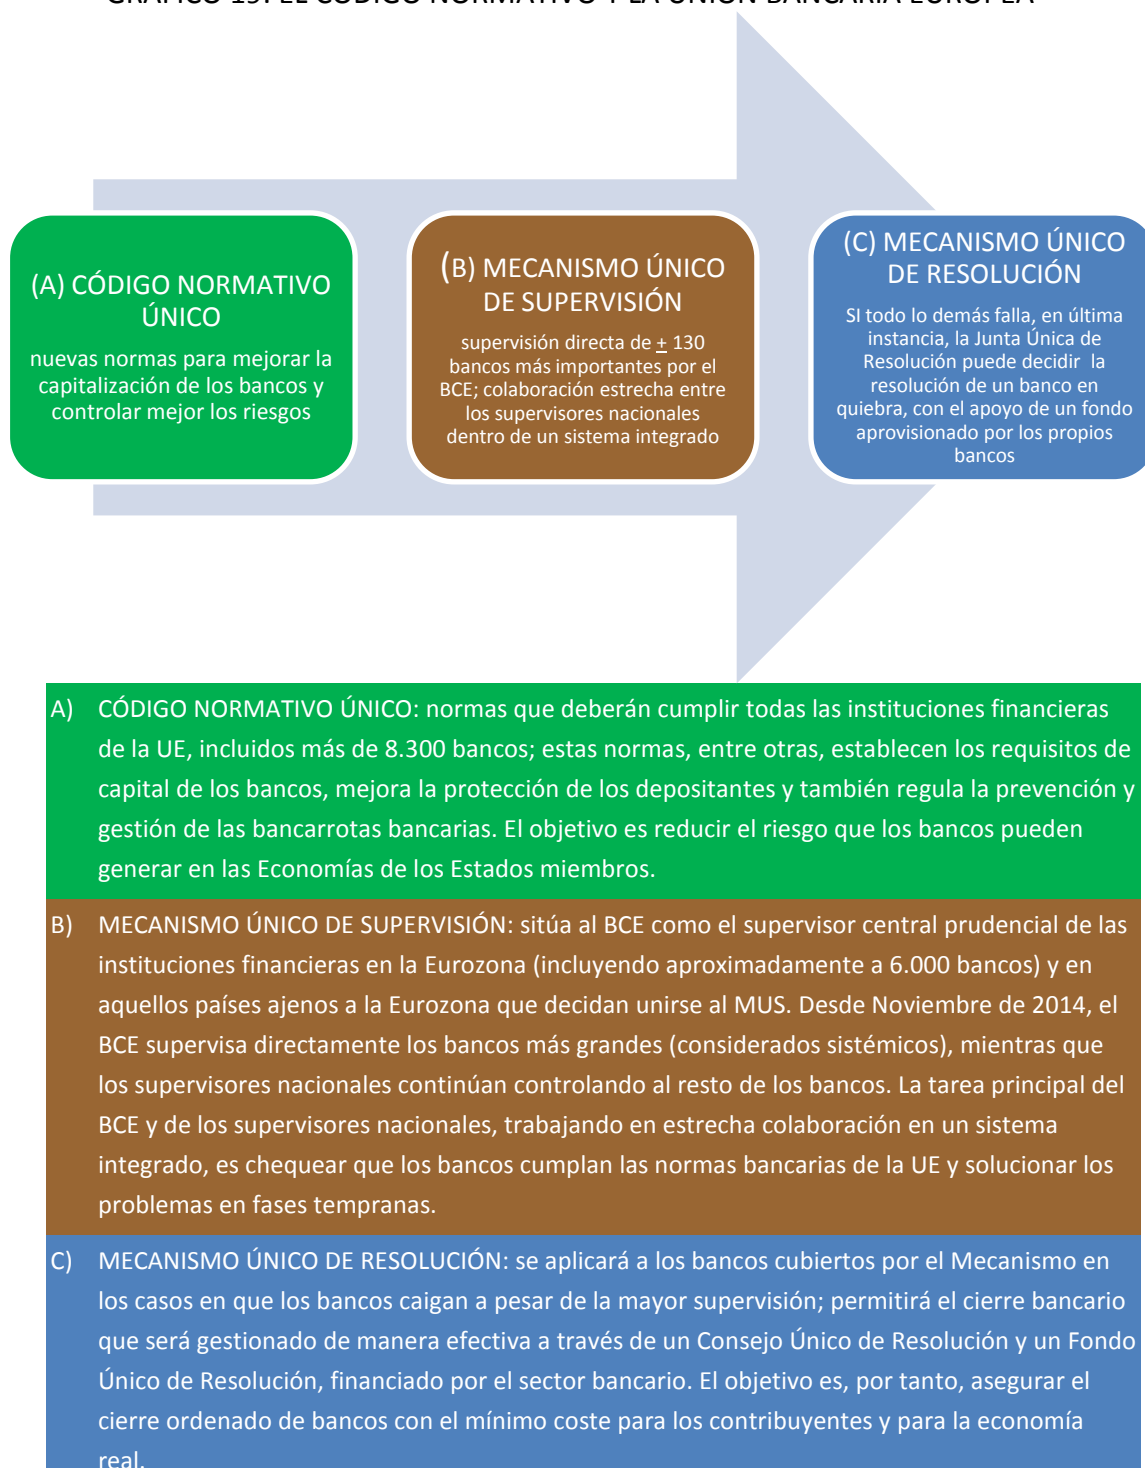 GRÁFICO 15: EL CÓDIGO NORMATIVO Y LA UNIÓN BANCARIA EUROPEA
(A) CÓDIGO NORMATIVO
ÚNICO
nuevas normas para mejorar la
capitalización de los bancos y
controlar mejor los riesgos
(B) MECANISMO ÚNICO
DE SUPERVISIÓN
supervisión directa de ± 130
bancos más importantes por el
BCE; colaboración estrecha entre
los supervisores nacionales
dentro de un sistema integrado
(C) MECANISMO ÚNICO
DE RESOLUCIÓN
SI todo lo demás falla, en última
instancia, la Junta Única de
Resolución puede decidir la
resolución de un banco en
quiebra, con el apoyo de un fondo
aprovisionado por los propios
bancos
A) CÓDIGO NORMATIVO ÚNICO: normas que deberán cumplir todas las instituciones financieras
de la UE, incluidos más de 8.300 bancos; estas normas, entre otras, establecen los requisitos de
capital de los bancos, mejora la protección de los depositantes y también regula la prevención y
gestión de las bancarrotas bancarias. El objetivo es reducir el riesgo que los bancos pueden
generar en las Economías de los Estados miembros.
B) MECANISMO ÚNICO DE SUPERVISIÓN: sitúa al BCE como el supervisor central prudencial de las
instituciones financieras en la Eurozona (incluyendo aproximadamente a 6.000 bancos) y en
aquellos países ajenos a la Eurozona que decidan unirse al MUS. Desde Noviembre de 2014, el
BCE supervisa directamente los bancos más grandes (considerados sistémicos), mientras que
los supervisores nacionales continúan controlando al resto de los bancos. La tarea principal del
BCE y de los supervisores nacionales, trabajando en estrecha colaboración en un sistema
integrado, es chequear que los bancos cumplan las normas bancarias de la UE y solucionar los
problemas en fases tempranas.
C) MECANISMO ÚNICO DE RESOLUCIÓN: se aplicará a los bancos cubiertos por el Mecanismo en
los casos en que los bancos caigan a pesar de la mayor supervisión; permitirá el cierre bancario
que será gestionado de manera efectiva a través de un Consejo Único de Resolución y un Fondo
Único de Resolución, financiado por el sector bancario. El objetivo es, por tanto, asegurar el
cierre ordenado de bancos con el mínimo coste para los contribuyentes y para la economía
real.